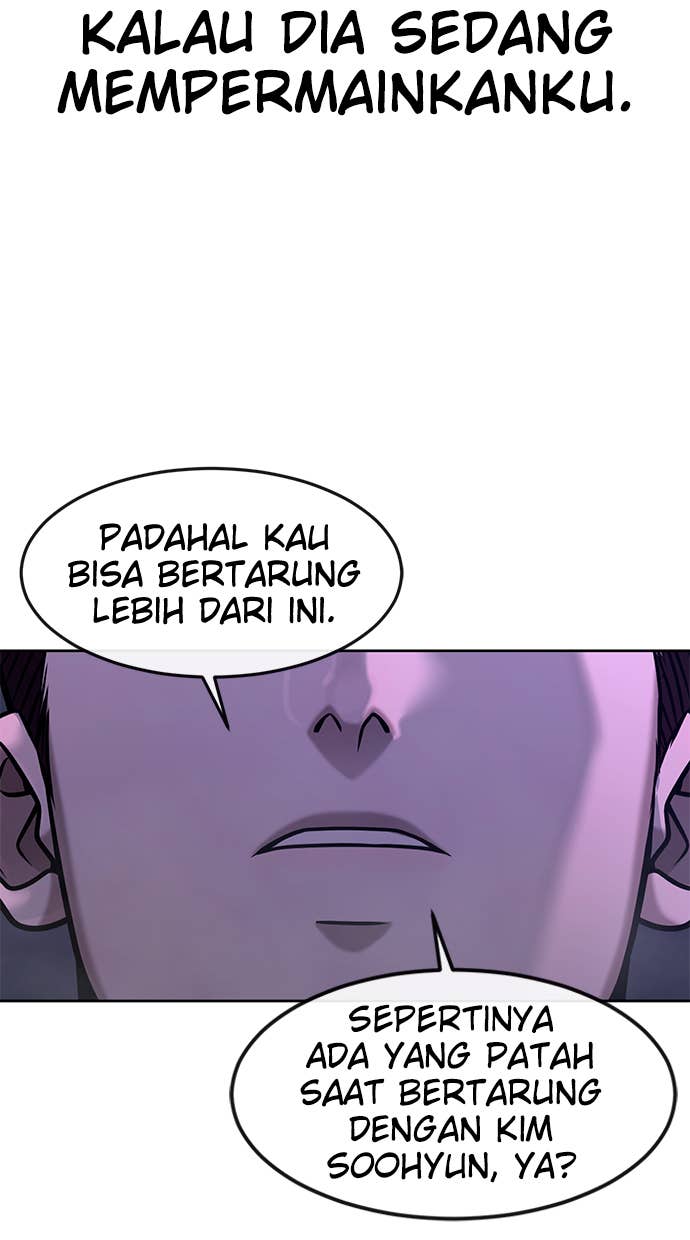 KALAU DIA SEDANG
MEMPERMAINKANKU.
PADAHAL KAU
BISA BERTARUNG
LEBIH DARI INI.
SEPERTINYA
ADA YANG PATAH
SAAT BERTARUNG
DENGAN KIM
SOOHYUN, YA?